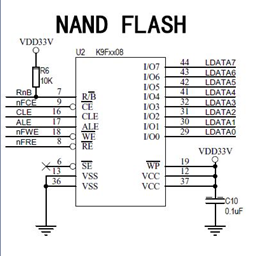 NAND FLASH
VDD33V
U2 K9Fxx08
R6
10K
RnB 7 R/B
nFCE 9 CE
CLE 16 CLE
ALE 17 ALE
nFWE 18 WE
nFRE 8 RE
6 SE
13 VSS
36 VSS
I/O7 44 LDATA7
I/O6 43 LDATA6
I/O5 42 LDATA5
I/O4 41 LDATA4
I/O3 32 LDATA3
I/O2 31 LDATA2
I/O1 30 LDATA1
I/O0 29 LDATA0
VDD33V
WP 19
VCC 12
VCC 37
C10
0.1uF